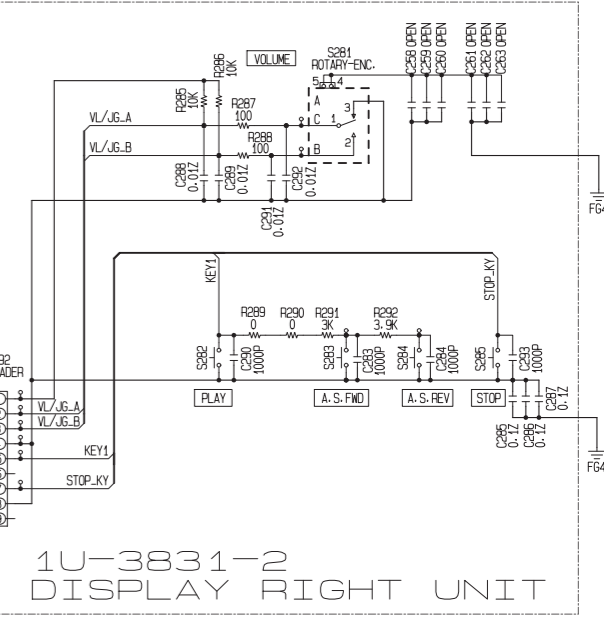 VOLUME
S281
ROTARY-ENC.
5 4
A
3
C 1
2
B
R286
10K
R285
10K
R287
100
R288
100
VL/JG_A
VL/JG_B
C288
0.01Z
C289
0.01Z
C291
0.01Z
C292
0.01Z
C258 OPEN
C259 OPEN
C260 OPEN
C261 OPEN
C262 OPEN
C263 OPEN
FG4
KEY1
STOP_KY
R289
0
R290
0
R291
3K
R292
3.9K
S282
C290
1000P
S283
C283
1000P
S284
C284
1000P
S285
C293
1000P
PLAY
A.S.FWD
A.S.REV
STOP
C285
0.1Z
C286
0.1Z
C287
0.1Z
FG4
VL/JG_A
VL/JG_B
KEY1
STOP_KY
1U-3831-2
DISPLAY RIGHT UNIT